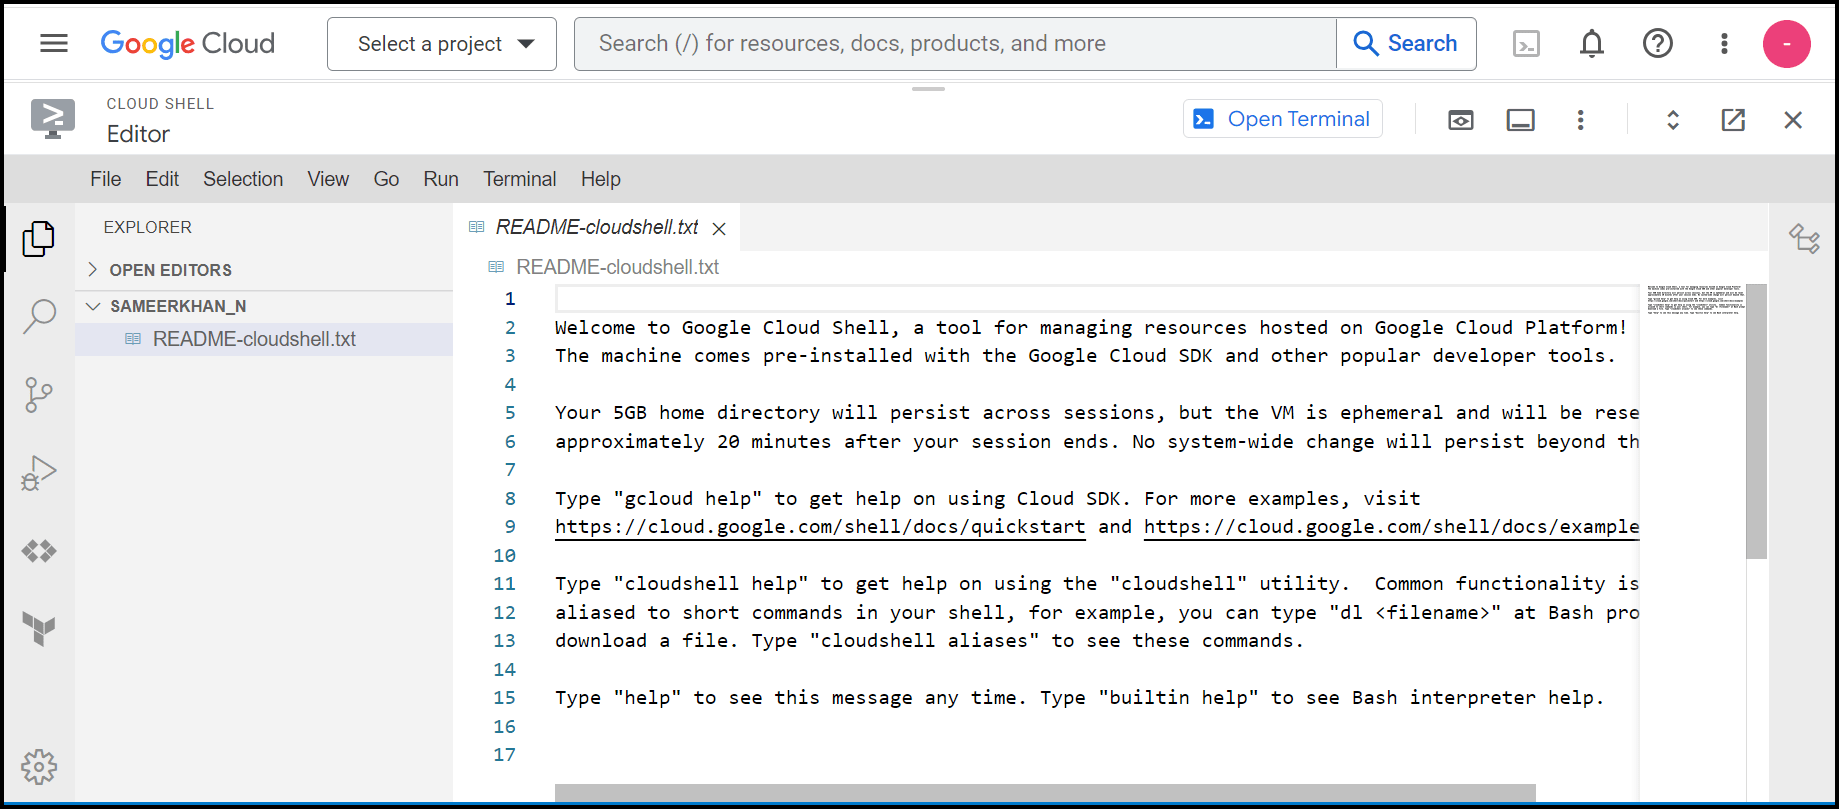 Google Cloud
Select a project
Search (/) for resources, docs, products, and more
Search
-
CLOUD SHELL
Editor
Open Terminal
File Edit Selection View Go Run Terminal Help
EXPLORER
OPEN EDITORS
SAMEERKHAN_N
README-cloudshell.txt
README-cloudshell.txt
README-cloudshell.txt
1
2 Welcome to Google Cloud Shell, a tool for managing resources hosted on Google Cloud Platform!
3 The machine comes pre-installed with the Google Cloud SDK and other popular developer tools.
4
5 Your 5GB home directory will persist across sessions, but the VM is ephemeral and will be rese
6 approximately 20 minutes after your session ends. No system-wide change will persist beyond th
7
8 Type "gcloud help" to get help on using Cloud SDK. For more examples, visit
9 https://cloud.google.com/shell/docs/quickstart and https://cloud.google.com/shell/docs/example
10
11 Type "cloudshell help" to get help on using the "cloudshell" utility.  Common functionality is
12 aliased to short commands in your shell, for example, you can type "dl <filename>" at Bash pro
13 download a file. Type "cloudshell aliases" to see these commands.
14
15 Type "help" to see this message any time. Type "builtin help" to see Bash interpreter help.
16
17